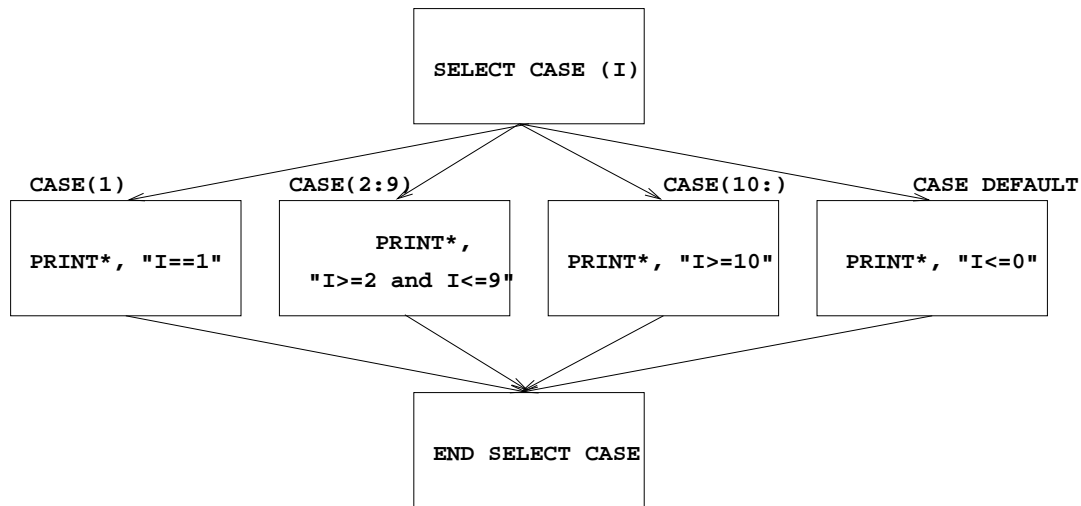 SELECT CASE (I)
CASE(1)
CASE(2:9)
CASE(10:)
CASE DEFAULT
PRINT*, "I==1"
PRINT*,
"I>=2 and I<=9"
PRINT*, "I>=10"
PRINT*, "I<=0"
END SELECT CASE